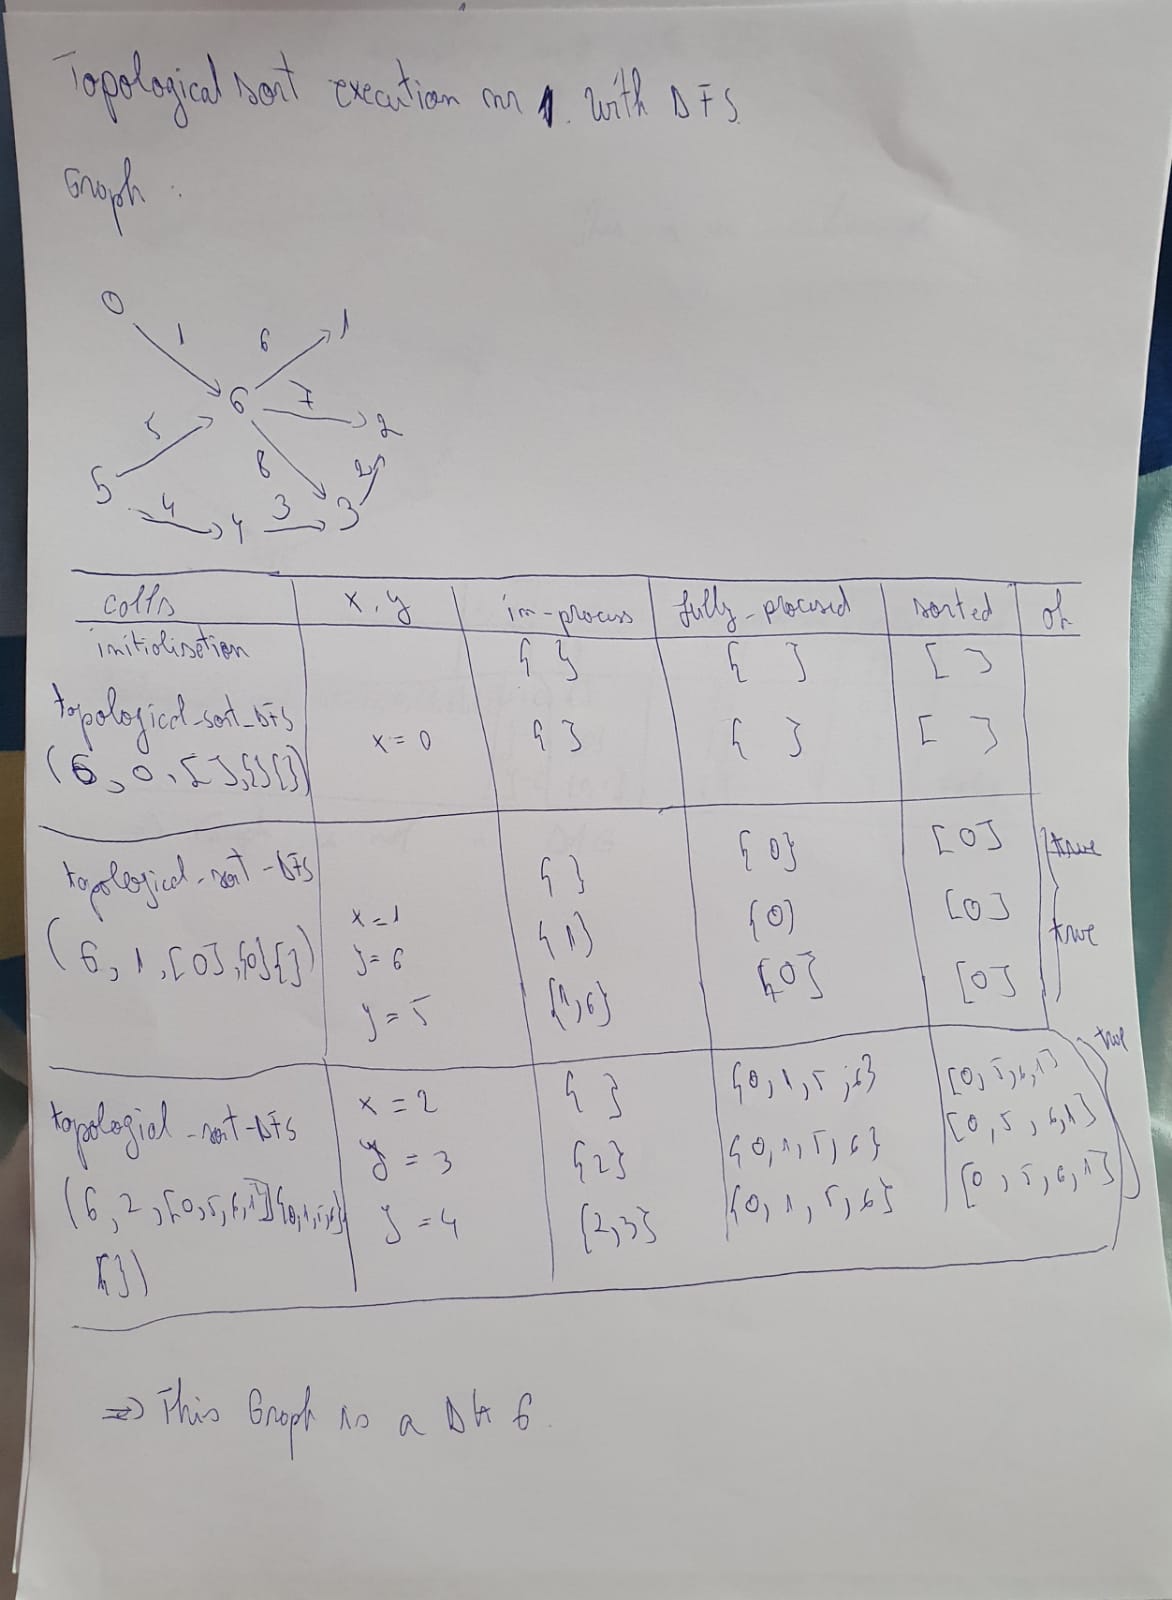 Topological sort execution on 1. with DFS
Graph :
0
1
6
1
6
7
2
5
8
2
5
4
4
3
3
calls x, y in-process fully-processed sorted ok
initialisation { } { } [ ]
topological-sort-DFS
(G, 0, [ ], { } { }) x = 0 { } { } [ ]
topological-sort-DFS { } {0} [0] true
(G, 1, [0], {0} { }) x = 1
y = 6 {1} {0} [0] true
y = 5 {1,6} {0} [0]
topological-sort-DFS x = 2 { } {0,1,5,6} [0,5,6,1] true
(G, 2, [0,5,6,1] {0,1,5,6} y = 3 {2} {0,1,5,6} [0,5,6,1]
{ }) y = 4 {2,3} {0,1,5,6} [0,5,6,1]
=> This Graph is a DAG.